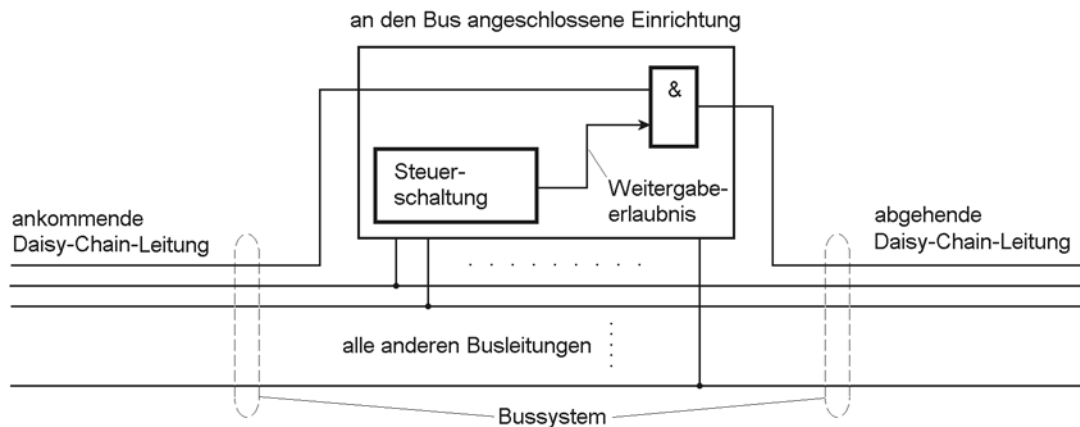 an den Bus angeschlossene Einrichtung
&
Steuer-
schaltung
Weitergabe-
erlaubnis
ankommende
Daisy-Chain-Leitung
abgehende
Daisy-Chain-Leitung
alle anderen Busleitungen
Bussystem